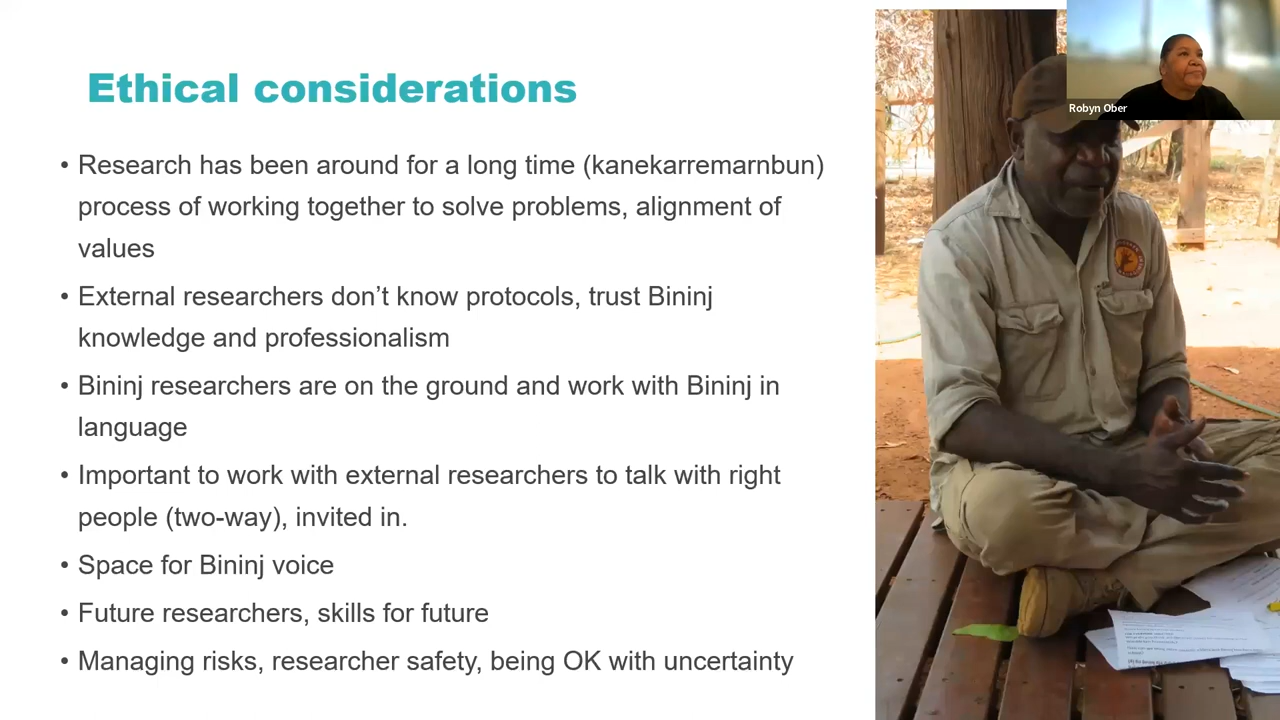 Ethical considerations
• Research has been around for a long time (kanekarremarnbun)
process of working together to solve problems, alignment of
values
• External researchers don’t know protocols, trust Bininj
knowledge and professionalism
• Bininj researchers are on the ground and work with Bininj in
language
• Important to work with external researchers to talk with right
people (two-way), invited in.
• Space for Bininj voice
• Future researchers, skills for future
• Managing risks, researcher safety, being OK with uncertainty
Robyn Ober